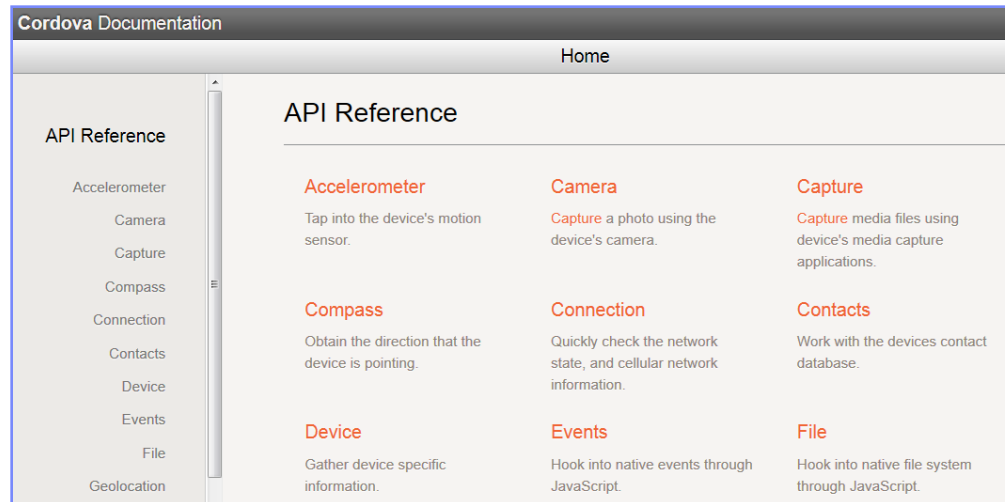 Cordova Documentation
Home
API Reference
Accelerometer
Camera
Capture
Compass
Connection
Contacts
Device
Events
File
Geolocation
API Reference
Accelerometer
Tap into the device's motion
sensor.
Camera
Capture a photo using the
device's camera.
Capture
Capture media files using
device's media capture
applications.
Compass
Obtain the direction that the
device is pointing.
Connection
Quickly check the network
state, and cellular network
information.
Contacts
Work with the devices contact
database.
Device
Gather device specific
information.
Events
Hook into native events through
JavaScript.
File
Hook into native file system
through JavaScript.